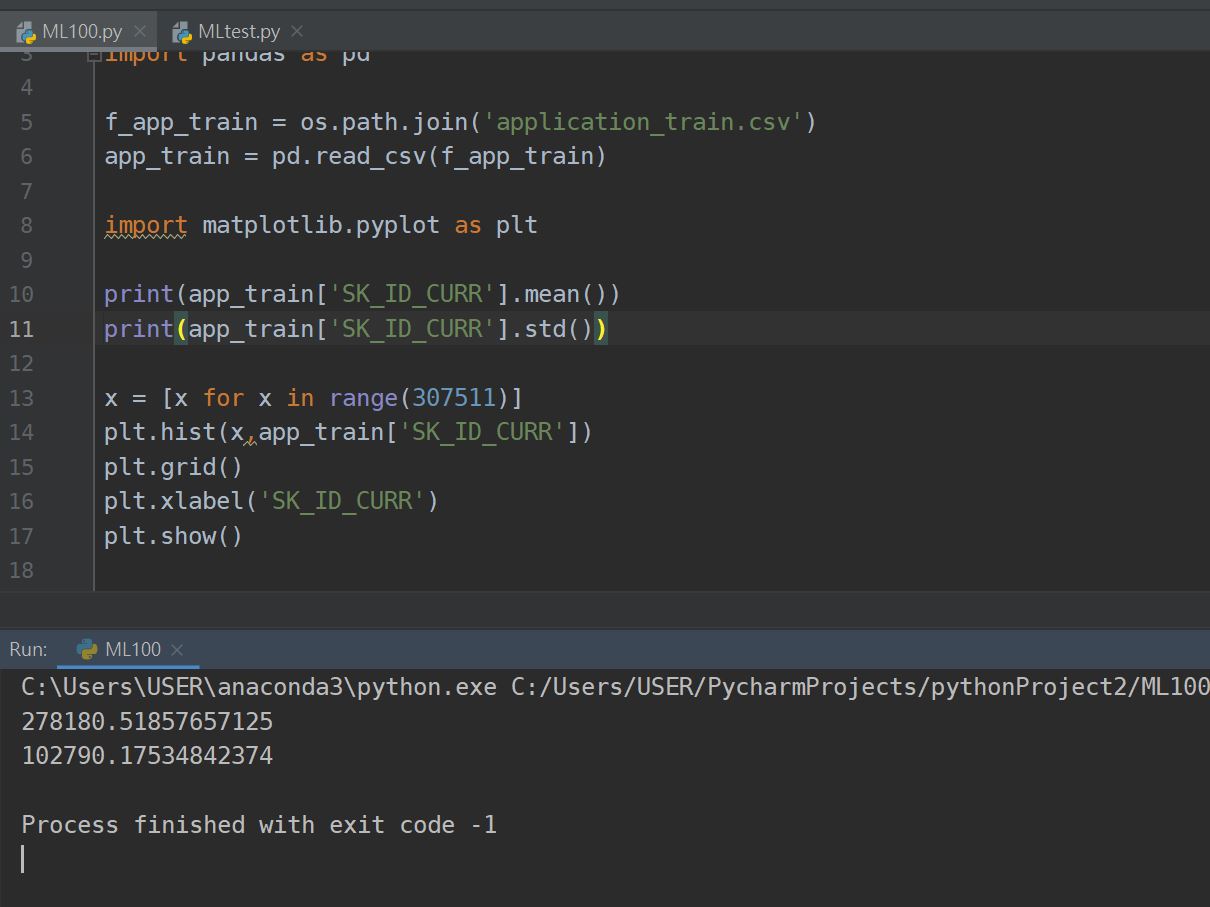 ML100.py
MLtest.py
3 import pandas as pd
4
5 f_app_train = os.path.join('application_train.csv')
6 app_train = pd.read_csv(f_app_train)
7
8 import matplotlib.pyplot as plt
9
10 print(app_train['SK_ID_CURR'].mean())
11 print(app_train['SK_ID_CURR'].std())
12
13 x = [x for x in range(307511)]
14 plt.hist(x,app_train['SK_ID_CURR'])
15 plt.grid()
16 plt.xlabel('SK_ID_CURR')
17 plt.show()
18
Run: ML100
C:\Users\USER\anaconda3\python.exe C:/Users/USER/PycharmProjects/pythonProject2/ML100
278180.51857657125
102790.17534842374
Process finished with exit code -1